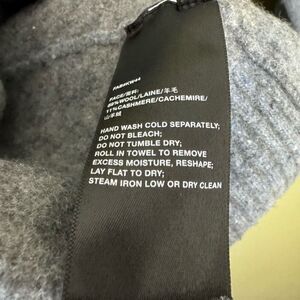 FACE/面料:
89%WOOL/LAINE/羊毛
11%CASHMERE/CACHEMIRE/
山羊绒
HAND WASH COLD SEPARATELY;
DO NOT BLEACH;
DO NOT TUMBLE DRY;
ROLL IN TOWEL TO REMOVE
EXCESS MOISTURE, RESHAPE;
LAY FLAT TO DRY;
STEAM IRON LOW OR DRY CLEAN